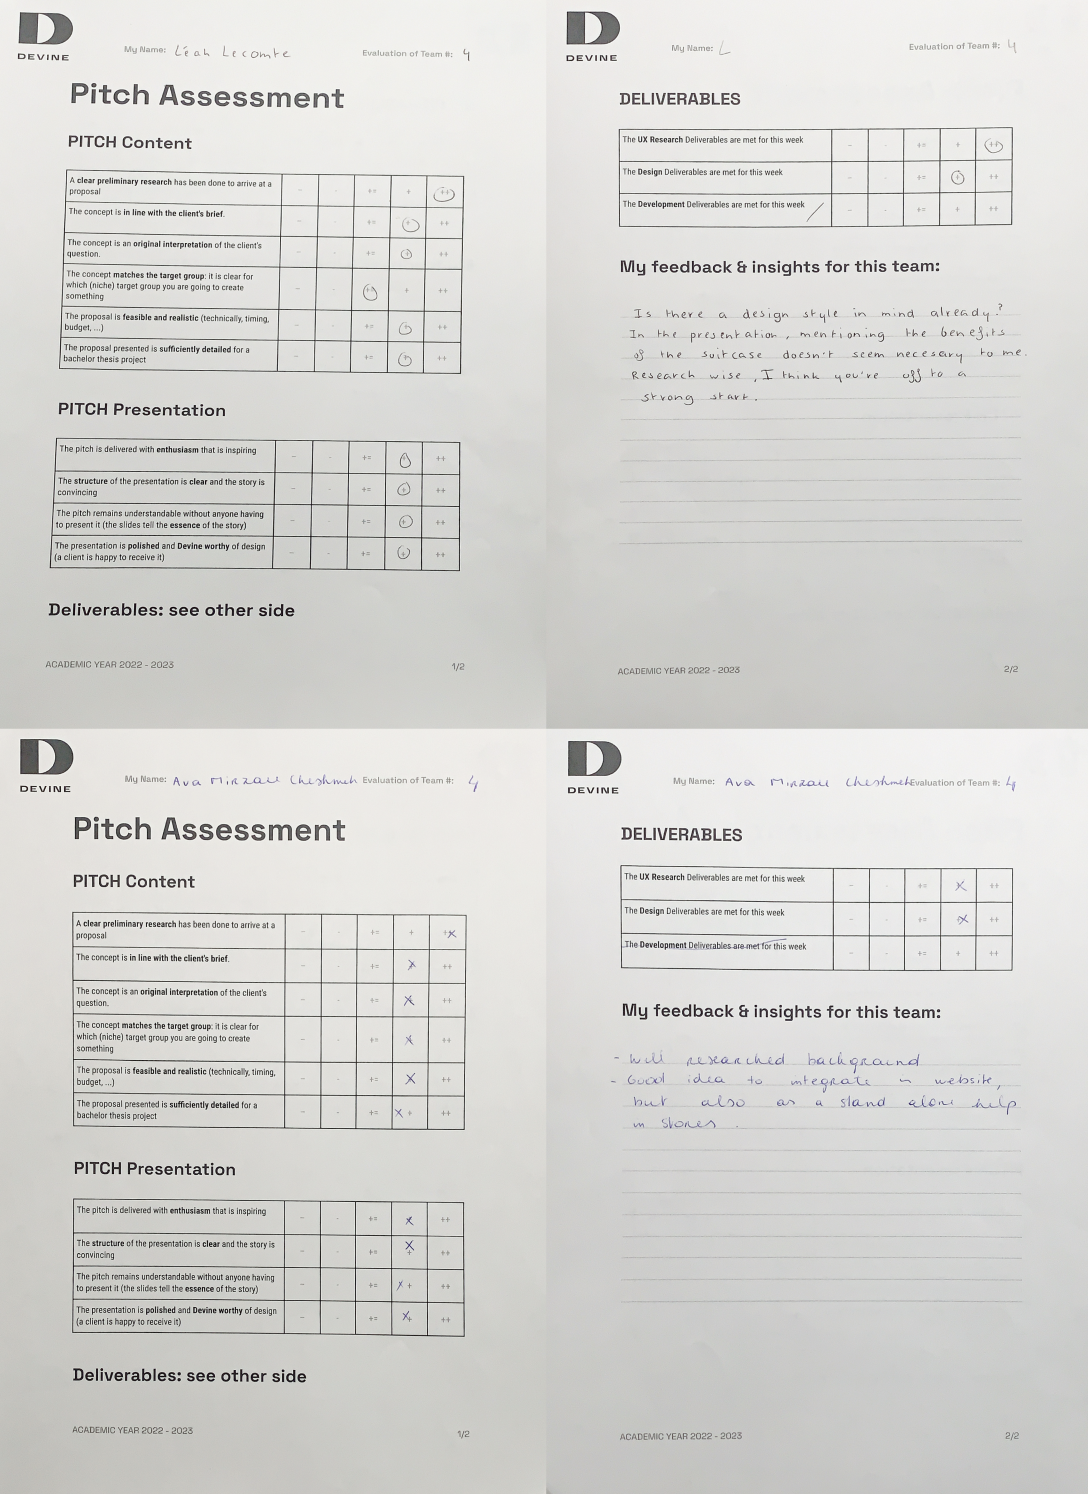 DEVINE
My Name: Léah Lecomte Evaluation of Team #: 4
Pitch Assessment
PITCH Content
A clear preliminary research has been done to arrive at a
proposal
-- - += + ++
The concept is in line with the client's brief.
-- - += + ++
The concept is an original interpretation of the client's
question.
-- - += + ++
The concept matches the target group: it is clear for
which (niche) target group you are going to create
something
-- - += + ++
The proposal is feasible and realistic (technically, timing,
budget, ...)
-- - += + ++
The proposal presented is sufficiently detailed for a
bachelor thesis project
-- - += + ++
PITCH Presentation
The pitch is delivered with enthusiasm that is inspiring
-- - += + ++
The structure of the presentation is clear and the story is
convincing
-- - += + ++
The pitch remains understandable without anyone having
to present it (the slides tell the essence of the story)
-- - += + ++
The presentation is polished and Devine worthy of design
(a client is happy to receive it)
-- - += + ++
Deliverables: see other side
ACADEMIC YEAR 2022 - 2023 1/2
DEVINE
My Name: L Evaluation of Team #: 4
DELIVERABLES
The UX Research Deliverables are met for this week
-- - += + ++
The Design Deliverables are met for this week
-- - += + ++
The Development Deliverables are met for this week
-- - += + ++
My feedback & insights for this team:
Is there a design style in mind already?
In the presentation, mentioning the benefits
of the suitcase doesn't seem necesary to me.
Research wise, I think you're off to a
strong start.
ACADEMIC YEAR 2022 - 2023 2/2
DEVINE
My Name: Ava Mirzaee Cheshmeh Evaluation of Team #: 4
Pitch Assessment
PITCH Content
A clear preliminary research has been done to arrive at a
proposal
-- - += + +
The concept is in line with the client's brief.
-- - += ++
The concept is an original interpretation of the client's
question.
-- - += ++
The concept matches the target group: it is clear for
which (niche) target group you are going to create
something
-- - += ++
The proposal is feasible and realistic (technically, timing,
budget, ...)
-- - += ++
The proposal presented is sufficiently detailed for a
bachelor thesis project
-- - += + ++
PITCH Presentation
The pitch is delivered with enthusiasm that is inspiring
-- - += ++
The structure of the presentation is clear and the story is
convincing
-- - += + ++
The pitch remains understandable without anyone having
to present it (the slides tell the essence of the story)
-- - += + ++
The presentation is polished and Devine worthy of design
(a client is happy to receive it)
-- - += + ++
Deliverables: see other side
ACADEMIC YEAR 2022 - 2023 1/2
DEVINE
My Name: Ava Mirzaee Cheshmeh Evaluation of Team #: 4
DELIVERABLES
The UX Research Deliverables are met for this week
-- - += ++
The Design Deliverables are met for this week
-- - += ++
The Development Deliverables are met for this week
-- - += + ++
My feedback & insights for this team:
- Well researched background
- Good idea to integrate in website,
but also as a stand alone help
in stores.
ACADEMIC YEAR 2022 - 2023 2/2